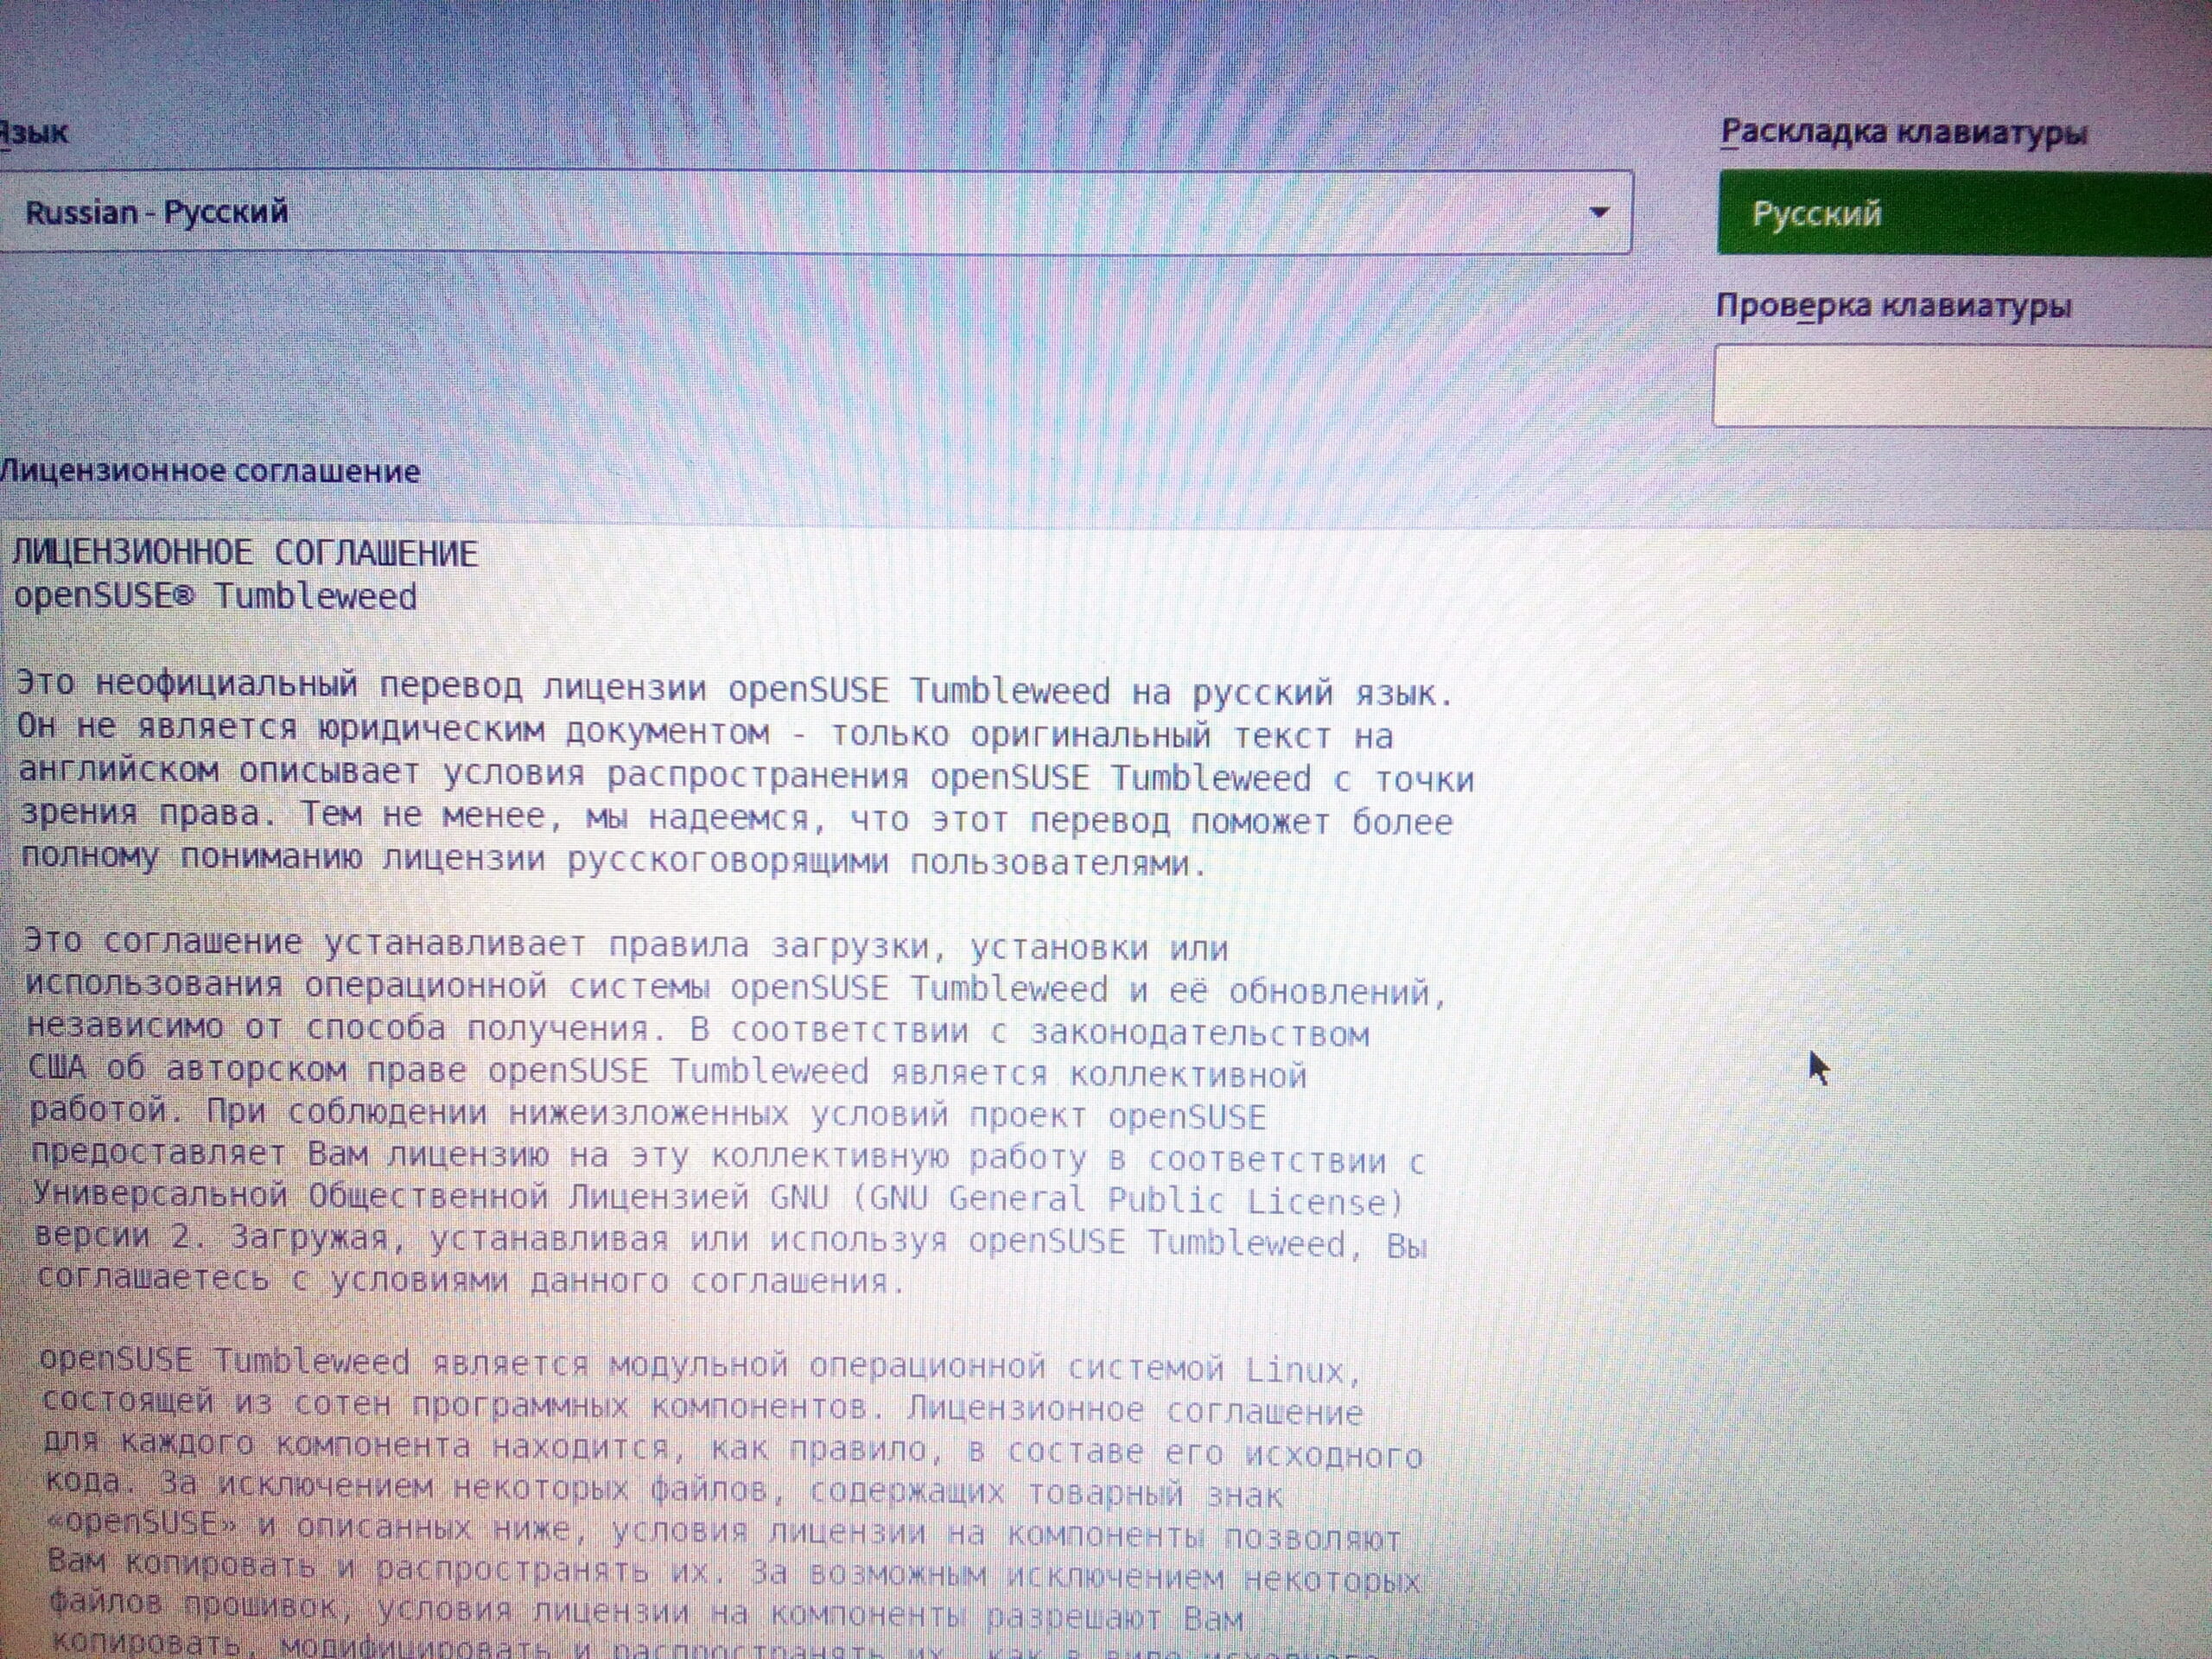 Язык
Раскладка клавиатуры
Russian - Русский
Русский
Проверка клавиатуры
Лицензионное соглашение
ЛИЦЕНЗИОННОЕ СОГЛАШЕНИЕ
openSUSE® Tumbleweed
Это неофициальный перевод лицензии openSUSE Tumbleweed на русский язык.
Он не является юридическим документом - только оригинальный текст на
английском описывает условия распространения openSUSE Tumbleweed с точки
зрения права. Тем не менее, мы надеемся, что этот перевод поможет более
полному пониманию лицензии русскоговорящими пользователями.
Это соглашение устанавливает правила загрузки, установки или
использования операционной системы openSUSE Tumbleweed и её обновлений,
независимо от способа получения. В соответствии с законодательством
США об авторском праве openSUSE Tumbleweed является коллективной
работой. При соблюдении нижеизложенных условий проект openSUSE
предоставляет Вам лицензию на эту коллективную работу в соответствии с
Универсальной Общественной Лицензией GNU (GNU General Public License)
версии 2. Загружая, устанавливая или используя openSUSE Tumbleweed, Вы
соглашаетесь с условиями данного соглашения.
openSUSE Tumbleweed является модульной операционной системой Linux,
состоящей из сотен программных компонентов. Лицензионное соглашение
для каждого компонента находится, как правило, в составе его исходного
кода. За исключением некоторых файлов, содержащих товарный знак
«openSUSE» и описанных ниже, условия лицензии на компоненты позволяют
Вам копировать и распространять их. За возможным исключением некоторых
файлов прошивок, условия лицензии на компоненты разрешают Вам
копировать, модифицировать и распространять их, как в виде исходного